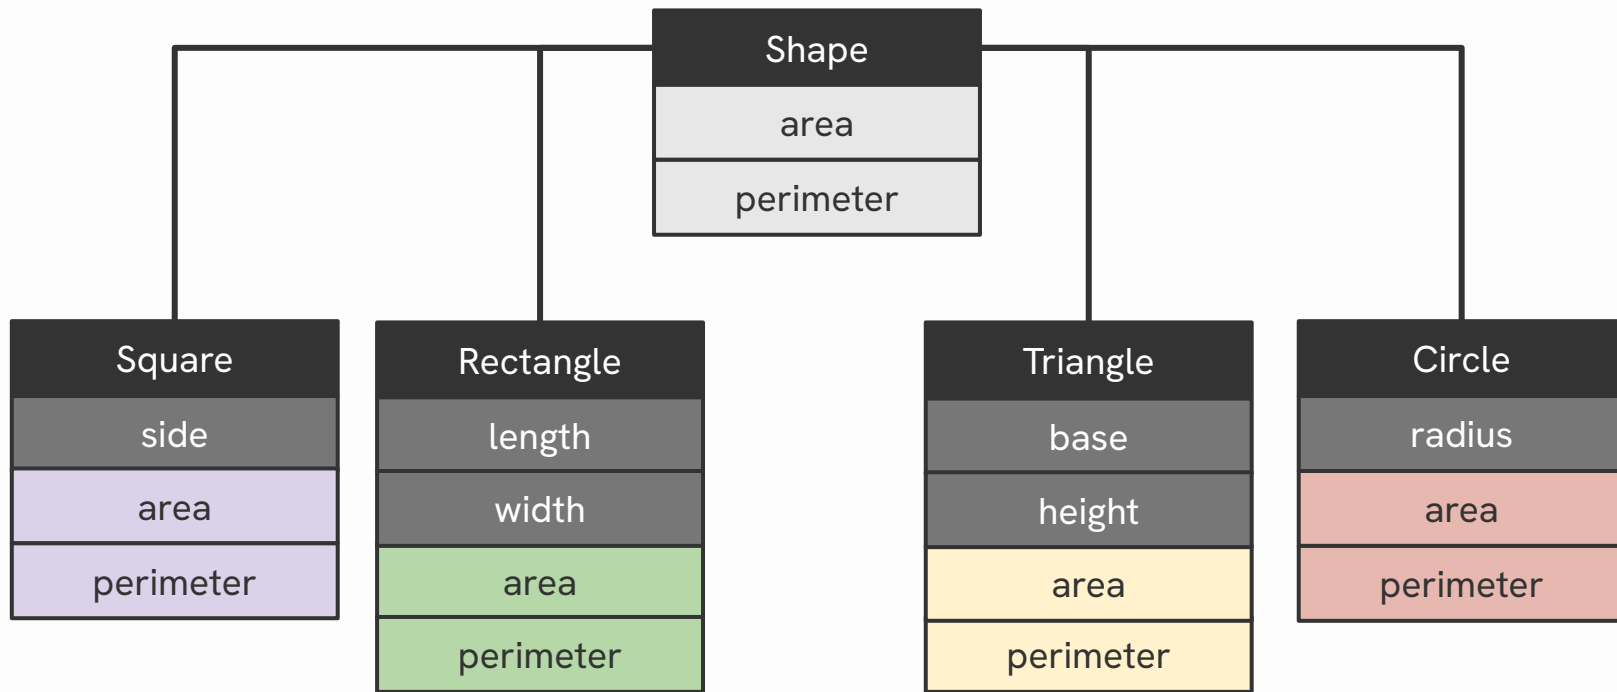 Shape
area
perimeter
Square
side
area
perimeter
Rectangle
length
width
area
perimeter
Triangle
base
height
area
perimeter
Circle
radius
area
perimeter